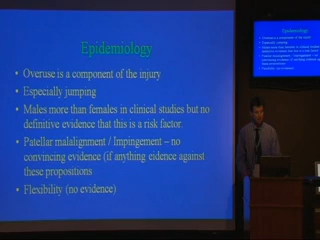 Epidemiology
• Overuse is a component of the injury
• Especially jumping
• Males more than females in clinical studies but no
definitive evidence that this is a risk factor.
• Patellar malalignment / Impingement – no
convincing evidence (if anything eidence against
these propositions
• Flexibility (no evidence)
Epidemiology